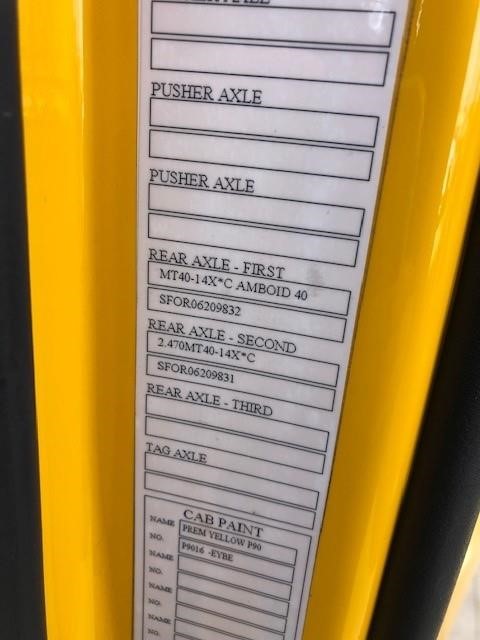 PUSHER AXLE
PUSHER AXLE
REAR AXLE - FIRST
MT40-14X*C AMBOID 40
SFOR06209832
REAR AXLE - SECOND
2.470MT40-14X*C
SFOR06209831
REAR AXLE - THIRD
TAG AXLE
CAB PAINT
NAME PREM YELLOW P90
NO. P9016 -EYBE
NAME
NO.
NAME
NO.
NAME